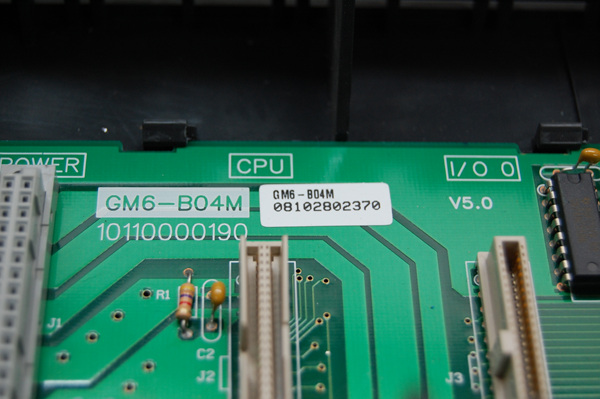 POWER
CPU
I/O 0
GM6-B04M
10110000190
GM6-B04M
08102802370
V5.0
J1
R1
C2
J2
J3